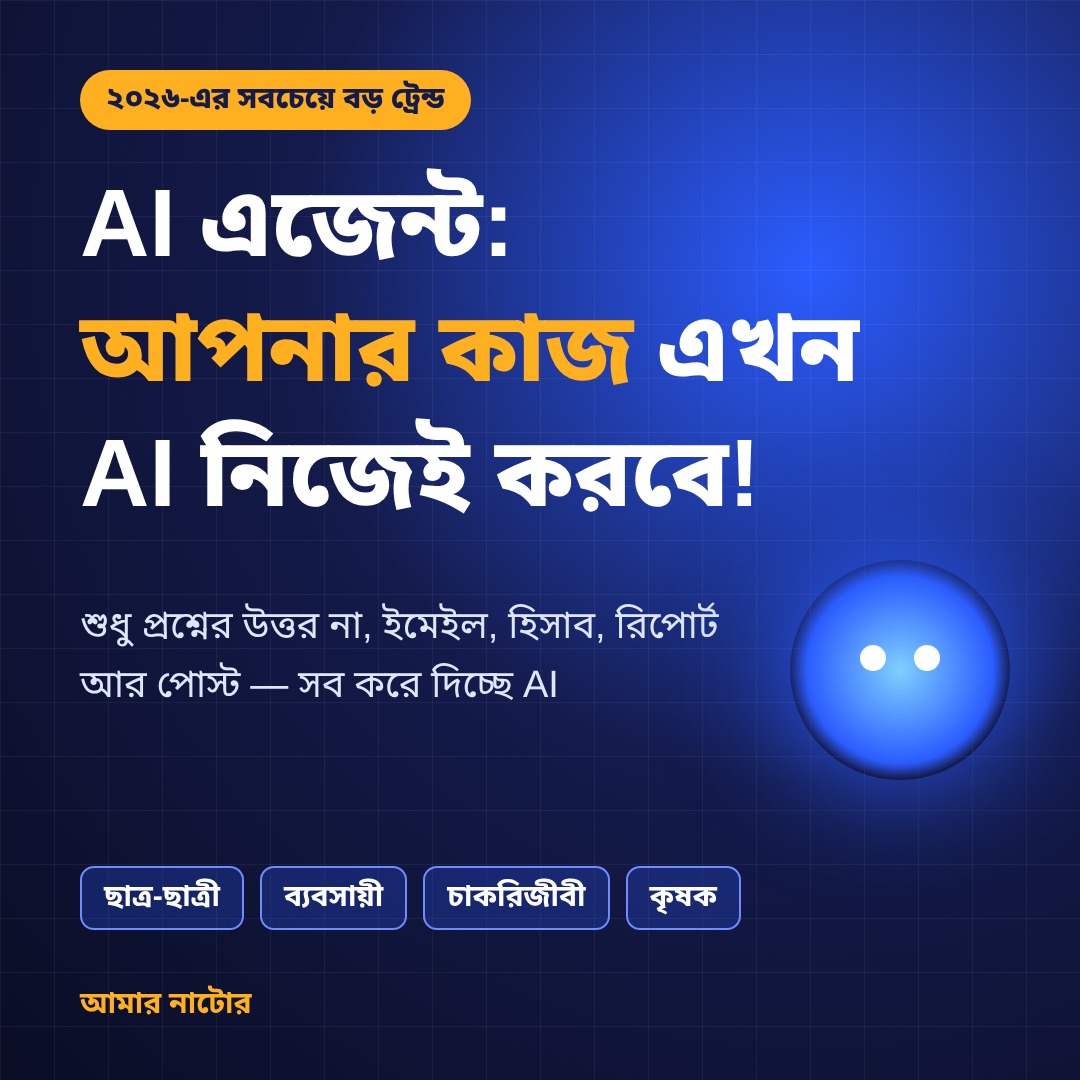 ২০২৬-এর সবচেয়ে বড় ট্রেন্ড
AI এজেন্ট:
আপনার কাজ এখন
AI নিজেই করবে!
শুধু প্রশ্নের উত্তর না, ইমেইল, হিসাব, রিপোর্ট
আর পোস্ট — সব করে দিচ্ছে AI
ছাত্র-ছাত্রী ব্যবসায়ী চাকরিজীবী কৃষক
আমার নাটোর